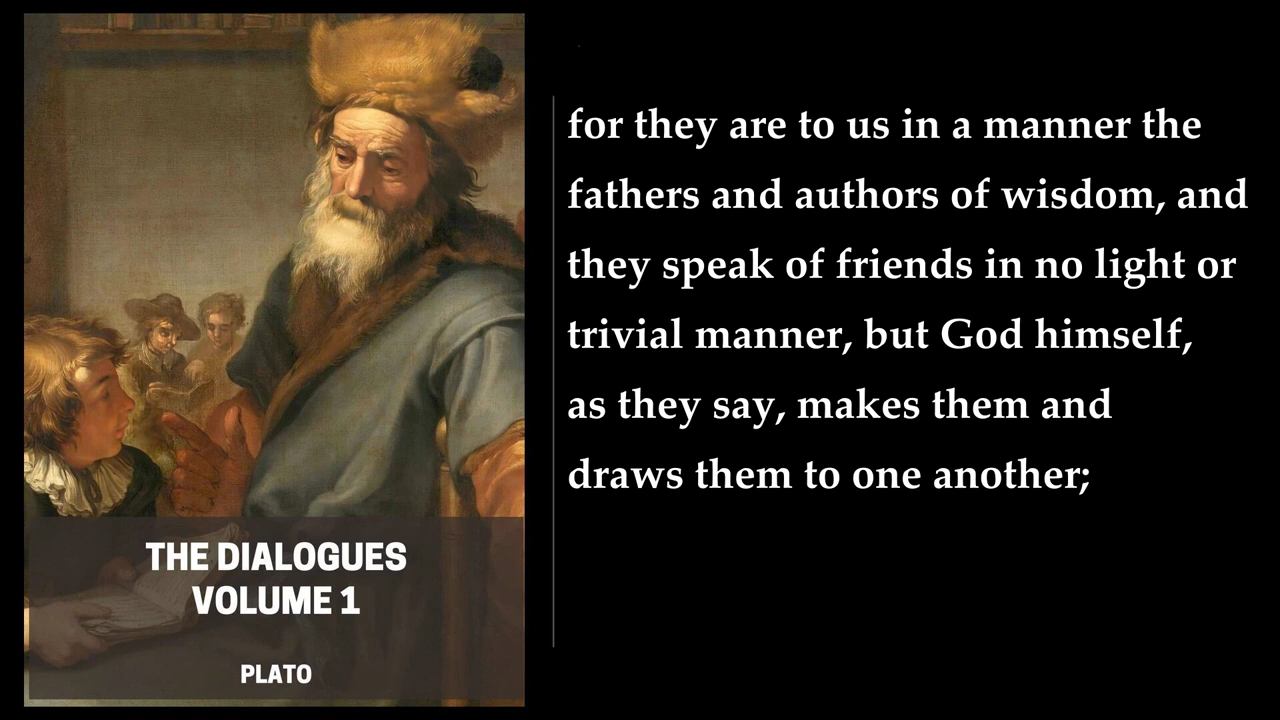 for they are to us in a manner the
fathers and authors of wisdom, and
they speak of friends in no light or
trivial manner, but God himself,
as they say, makes them and
draws them to one another;
THE DIALOGUES
VOLUME 1
PLATO